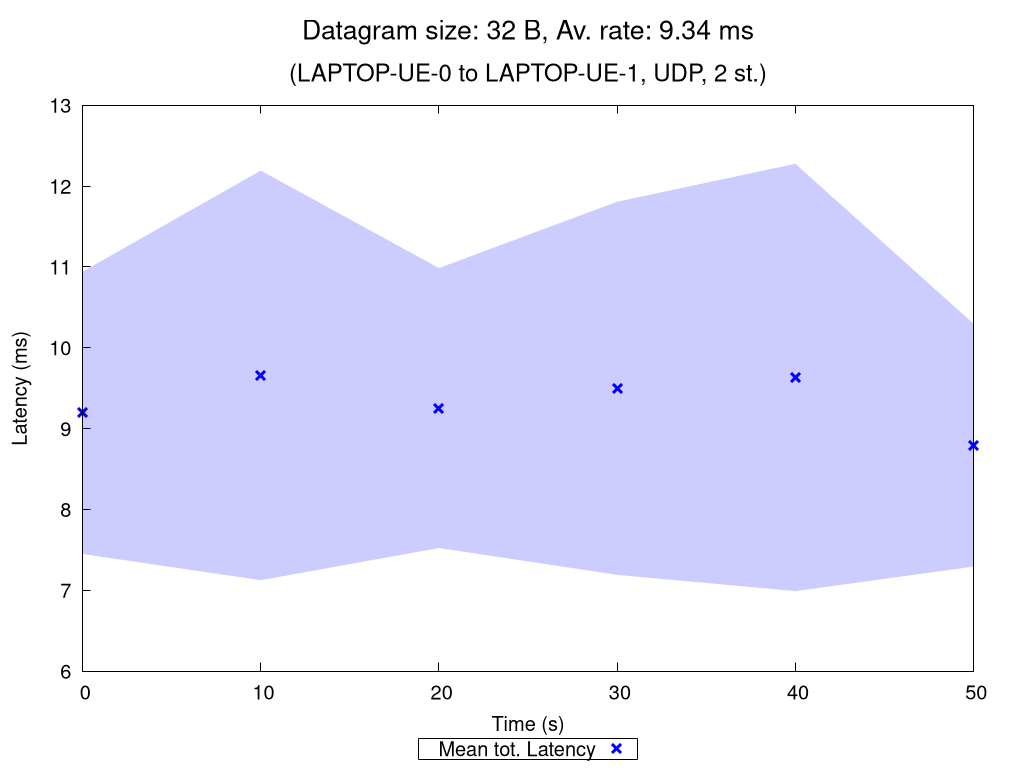 Datagram size: 32 B, Av. rate: 9.34 ms
(LAPTOP-UE-0 to LAPTOP-UE-1, UDP, 2 st.)
13
12
11
10
9
8
7
6
Latency (ms)
0 10 20 30 40 50
Time (s)
Mean tot. Latency